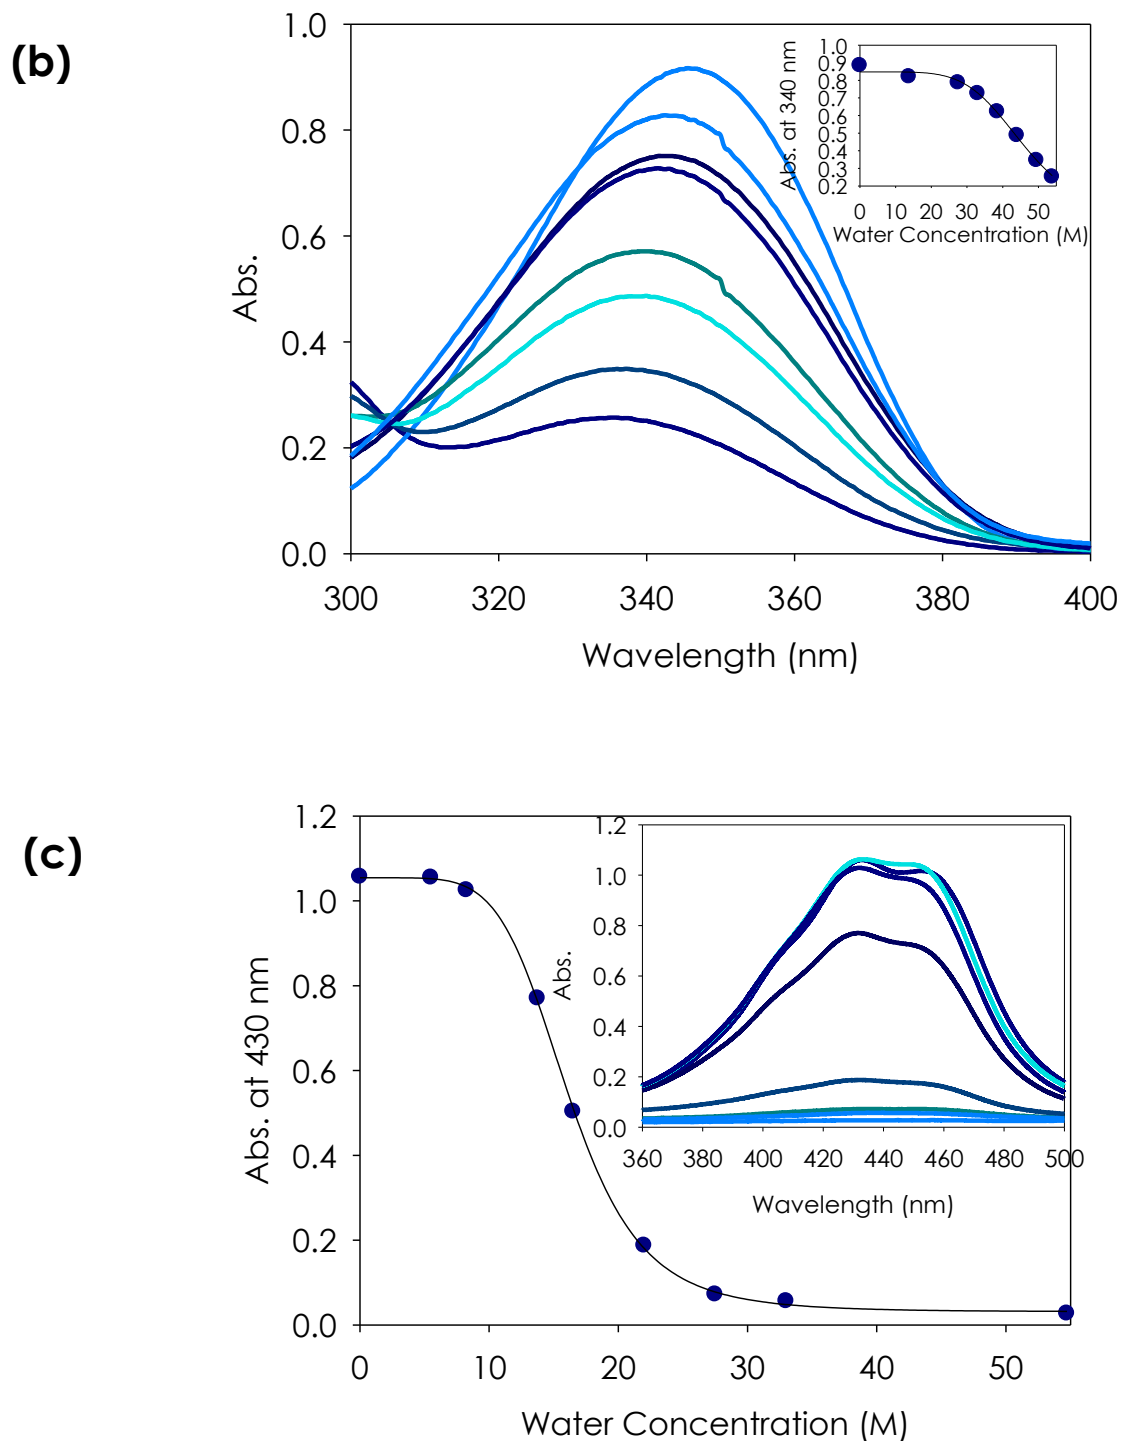 (b)
1.0
0.8
0.6
0.4
0.2
0.0
Abs.
300 320 340 360 380 400
Wavelength (nm)
1.0
0.9
0.8
0.7
0.6
0.5
0.4
0.3
0.2
Abs. at 340 nm
0 10 20 30 40 50
Water Concentration (M)
(c)
1.2
1.0
0.8
0.6
0.4
0.2
0.0
Abs. at 430 nm
0 10 20 30 40 50
Water Concentration (M)
1.2
1.0
0.8
0.6
0.4
0.2
0.0
Abs.
360 380 400 420 440 460 480 500
Wavelength (nm)